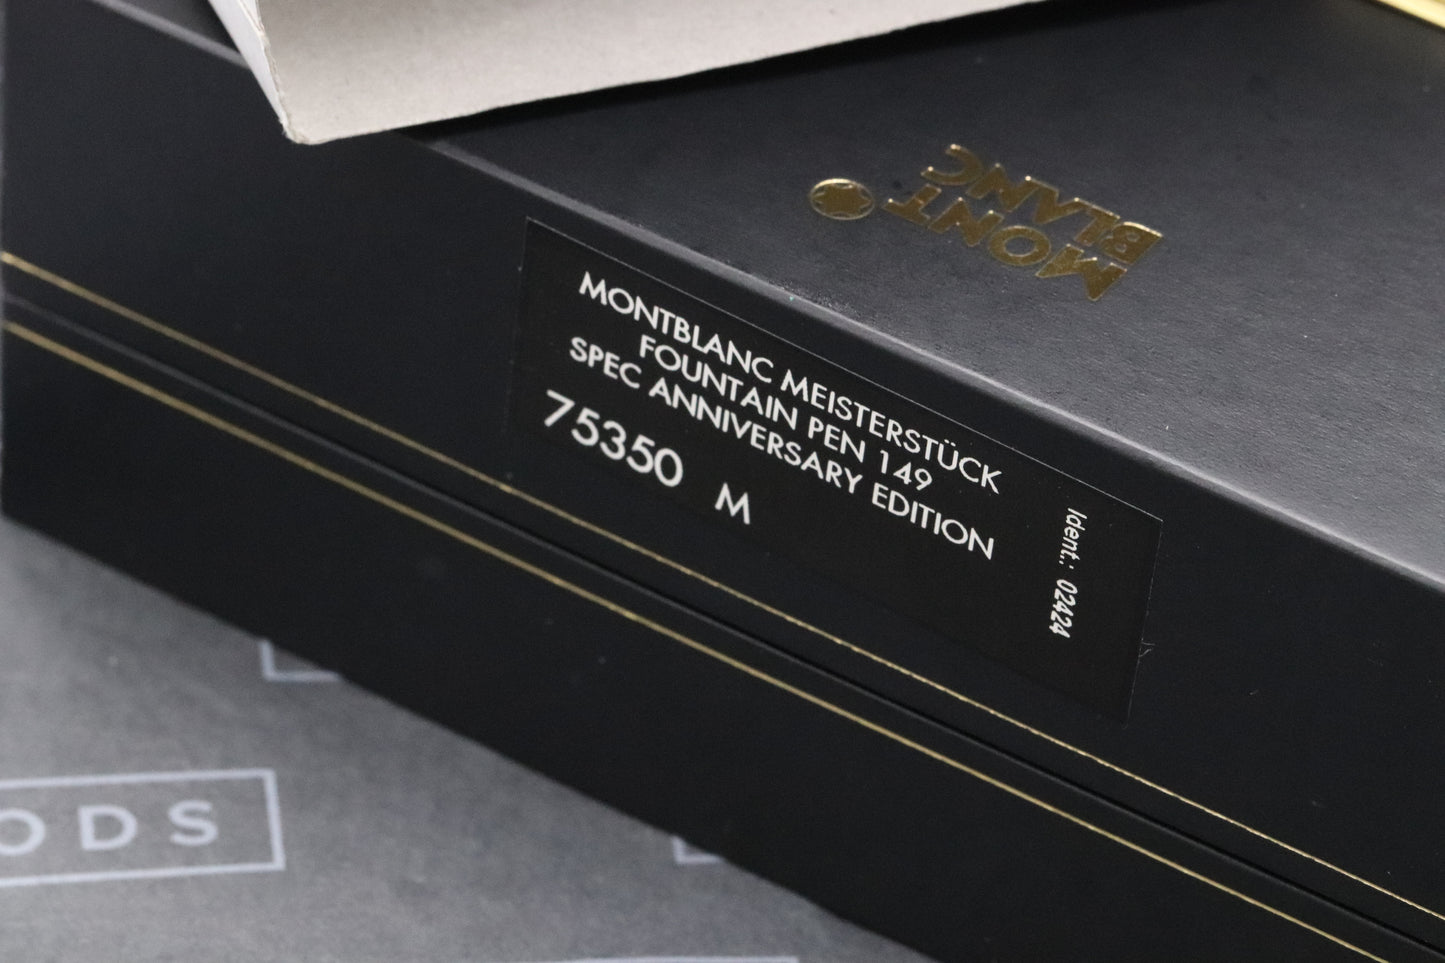 MONT
BLANC
MONTBLANC MEISTERSTÜCK
FOUNTAIN PEN 149
SPEC ANNIVERSARY EDITION
75350 M
Ident.: 02424
ODS